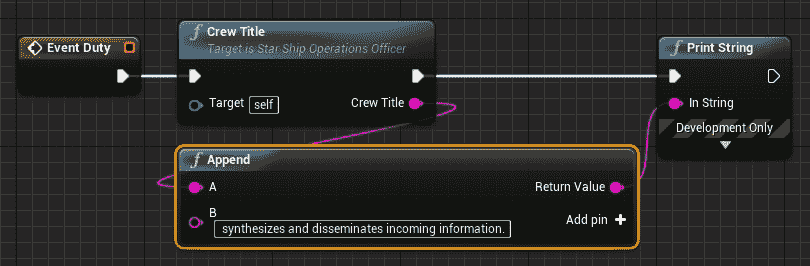 Event Duty
f Crew Title
Target is Star Ship Operations Officer
Target self
Crew Title
f Append
A
Return Value
B
synthesizes and disseminates incoming information.
Add pin +
f Print String
In String
Development Only